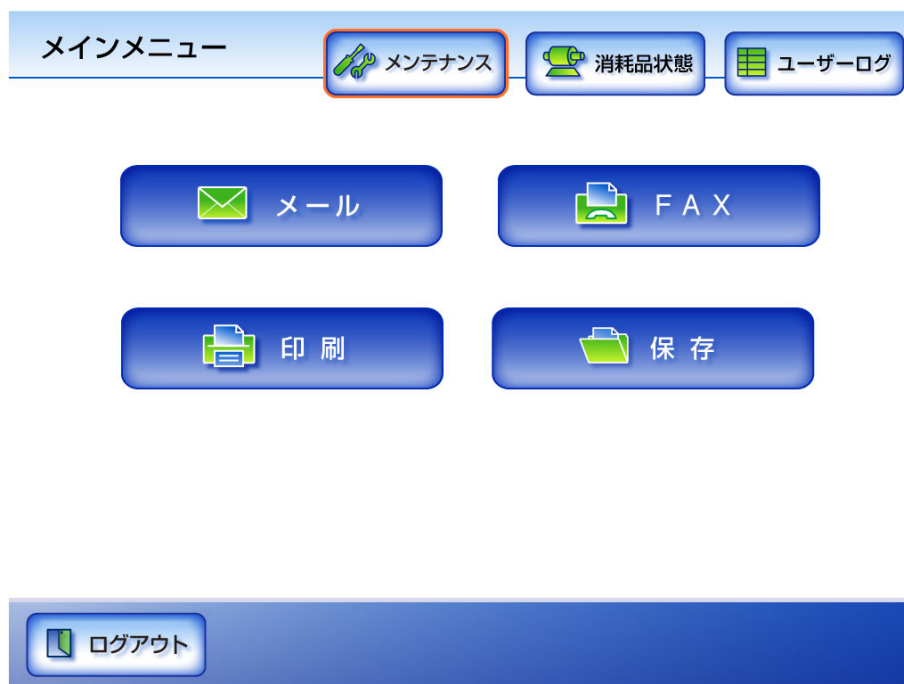 メインメニュー
メンテナンス
消耗品状態
ユーザーログ
メール
FAX
印刷
保存
ログアウト